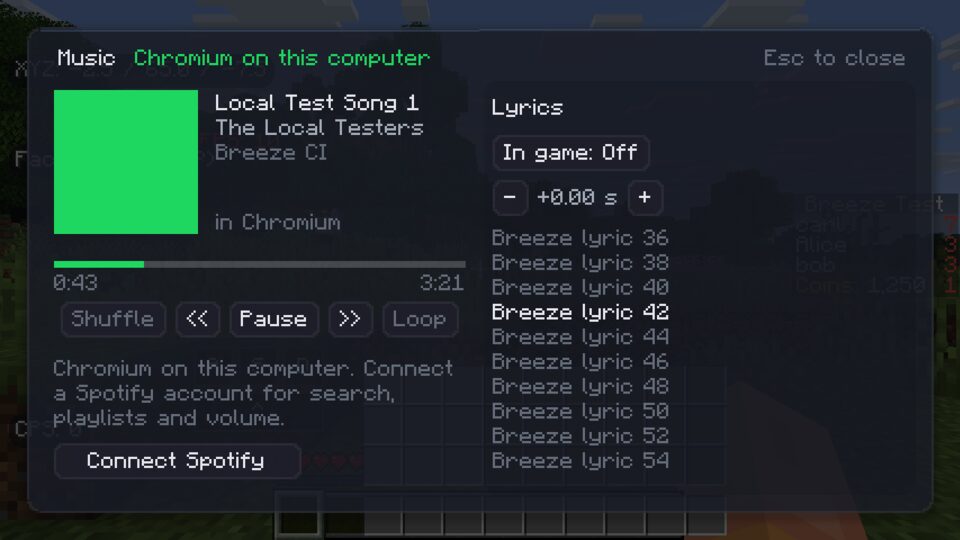 Music Chromium on this computer
Esc to close
Local Test Song 1
The Local Testers
Breeze CI
in Chromium
0:43
3:21
Shuffle
<<
Pause
>>
Loop
Chromium on this computer. Connect
a Spotify account for search,
playlists and volume.
Connect Spotify
Lyrics
In game: Off
- +0.00 s +
Breeze lyric 36
Breeze lyric 38
Breeze lyric 40
Breeze lyric 42
Breeze lyric 44
Breeze lyric 46
Breeze lyric 48
Breeze lyric 50
Breeze lyric 52
Breeze lyric 54
Breeze Test
Alice
bob
Coins: 1,250